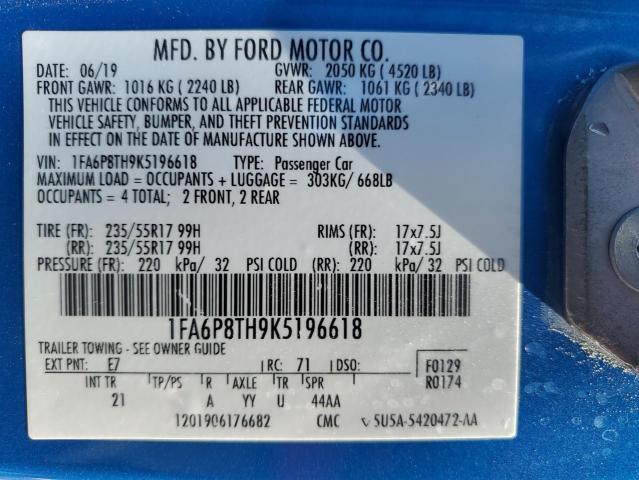 MFD. BY FORD MOTOR CO.
DATE: 06/19 GVWR: 2050 KG ( 4520 LB)
FRONT GAWR: 1016 KG ( 2240 LB) REAR GAWR: 1061 KG ( 2340 LB)
THIS VEHICLE CONFORMS TO ALL APPLICABLE FEDERAL MOTOR
VEHICLE SAFETY, BUMPER, AND THEFT PREVENTION STANDARDS
IN EFFECT ON THE DATE OF MANUFACTURE SHOWN ABOVE.
VIN: 1FA6P8TH9K5196618 TYPE: Passenger Car
MAXIMUM LOAD = OCCUPANTS + LUGGAGE = 303KG/ 668LB
OCCUPANTS = 4 TOTAL; 2 FRONT, 2 REAR
TIRE (FR): 235/55R17 99H RIMS (FR): 17x7.5J
(RR): 235/55R17 99H (RR): 17x7.5J
PRESSURE (FR): 220 kPa/ 32 PSI COLD (RR): 220 kPa/ 32 PSI COLD
1FA6P8TH9K5196618
TRAILER TOWING - SEE OWNER GUIDE
EXT PNT: E7 RC: 71 DSO: F0129
INT TR TP/PS R AXLE TR SPR R0174
21 A YY U 44AA
1201906176682 CMC 5U5A-5420472-AA